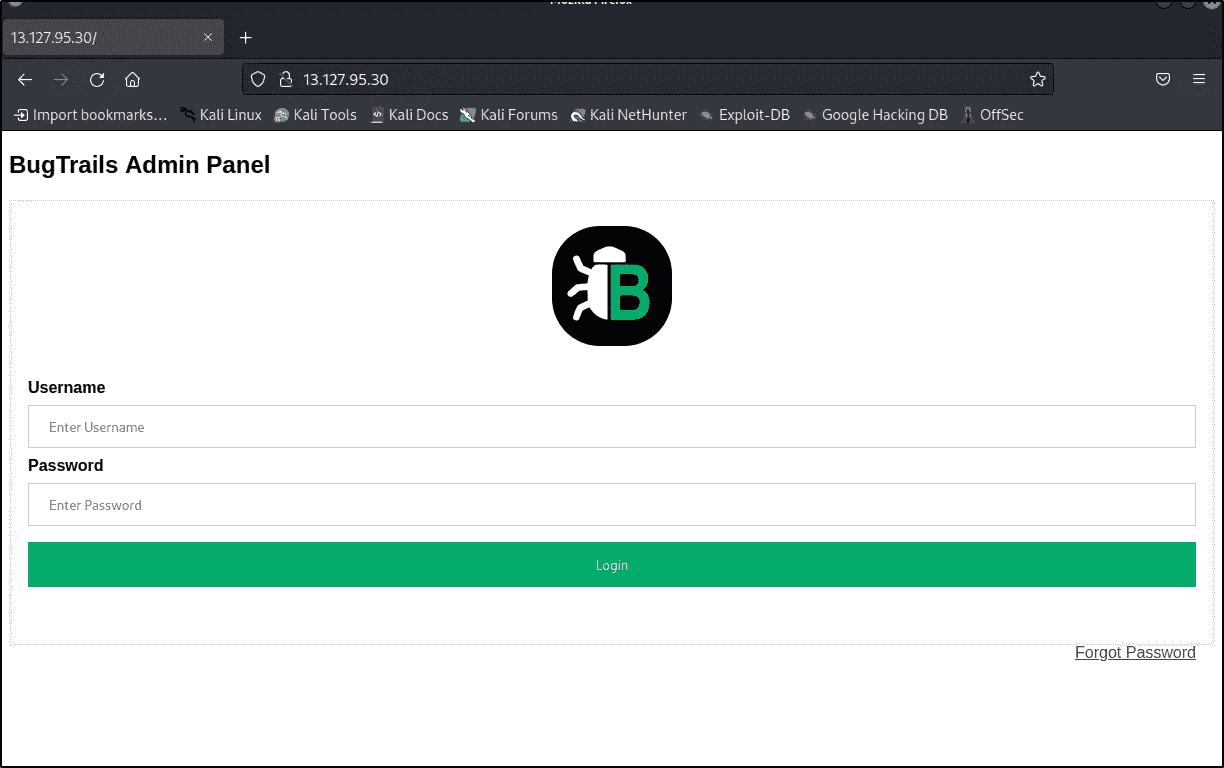 Mozilla Firefox
13.127.95.30/
13.127.95.30
Import bookmarks... Kali Linux Kali Tools Kali Docs Kali Forums Kali NetHunter Exploit-DB Google Hacking DB OffSec
BugTrails Admin Panel
B
Username
Enter Username
Password
Enter Password
Login
Forgot Password